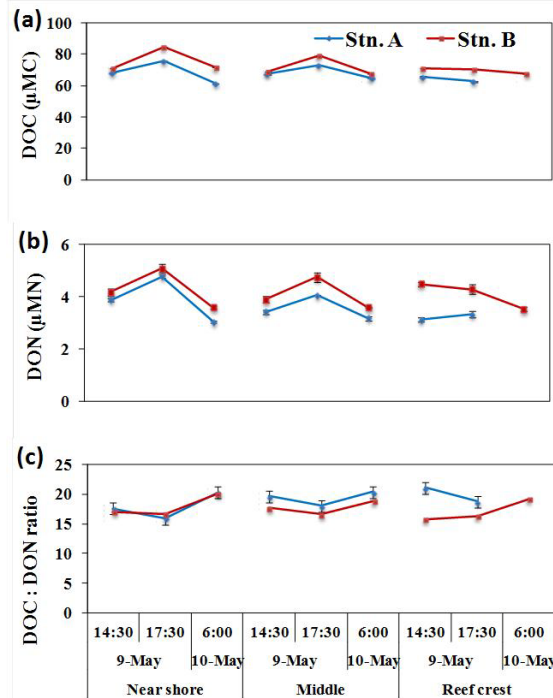 (a)
Stn. A
Stn. B
DOC (µMC)
100
80
60
40
20
0
(b)
DON (µMN)
6
4
2
0
(c)
DOC : DON ratio
25
20
15
10
5
0
14:30 17:30 6:00 14:30 17:30 6:00 14:30 17:30 6:00
9-May 10-May 9-May 10-May 9-May 10-May
Near shore Middle Reef crest